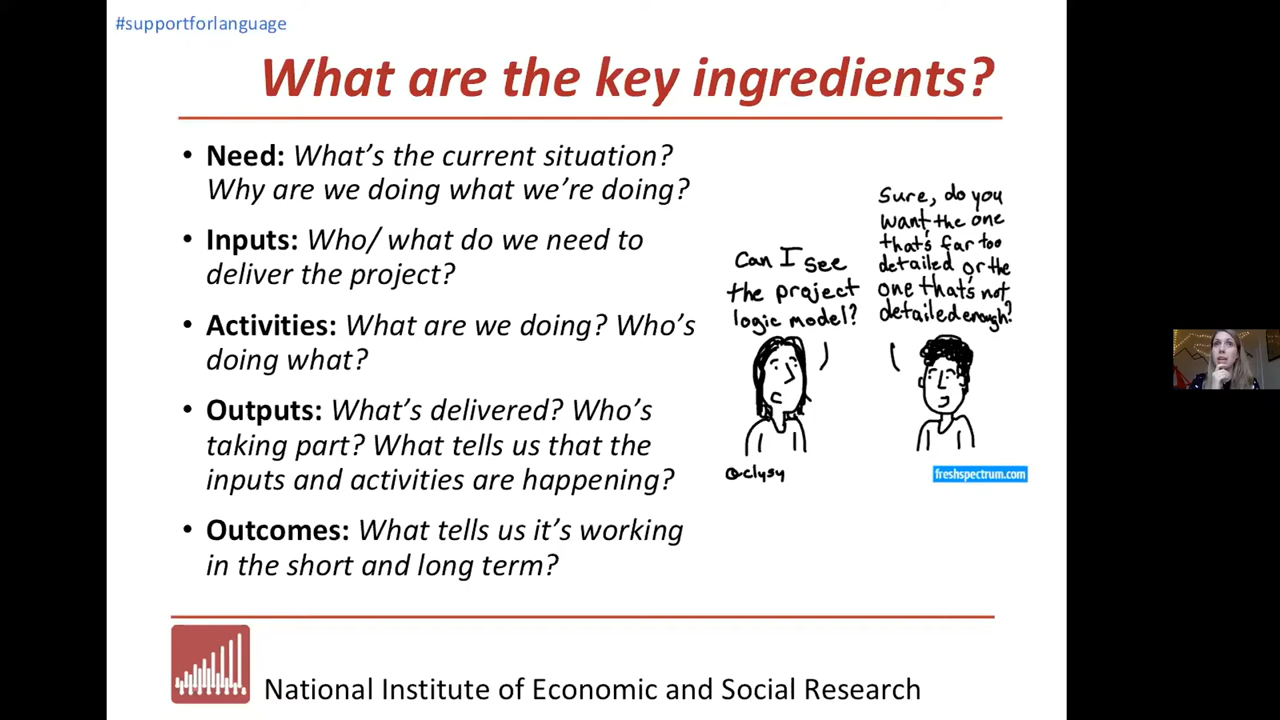 #supportforlanguage
What are the key ingredients?
• Need: What's the current situation?
Why are we doing what we're doing?
• Inputs: Who/ what do we need to
deliver the project?
• Activities: What are we doing? Who's
doing what?
• Outputs: What's delivered? Who's
taking part? What tells us that the
inputs and activities are happening?
• Outcomes: What tells us it's working
in the short and long term?
Can I see
the project
logic model?
Sure, do you
want the one
that's far too
detailed or the
one that's not
detailed enough?
@clysy
freshspectrum.com
National Institute of Economic and Social Research